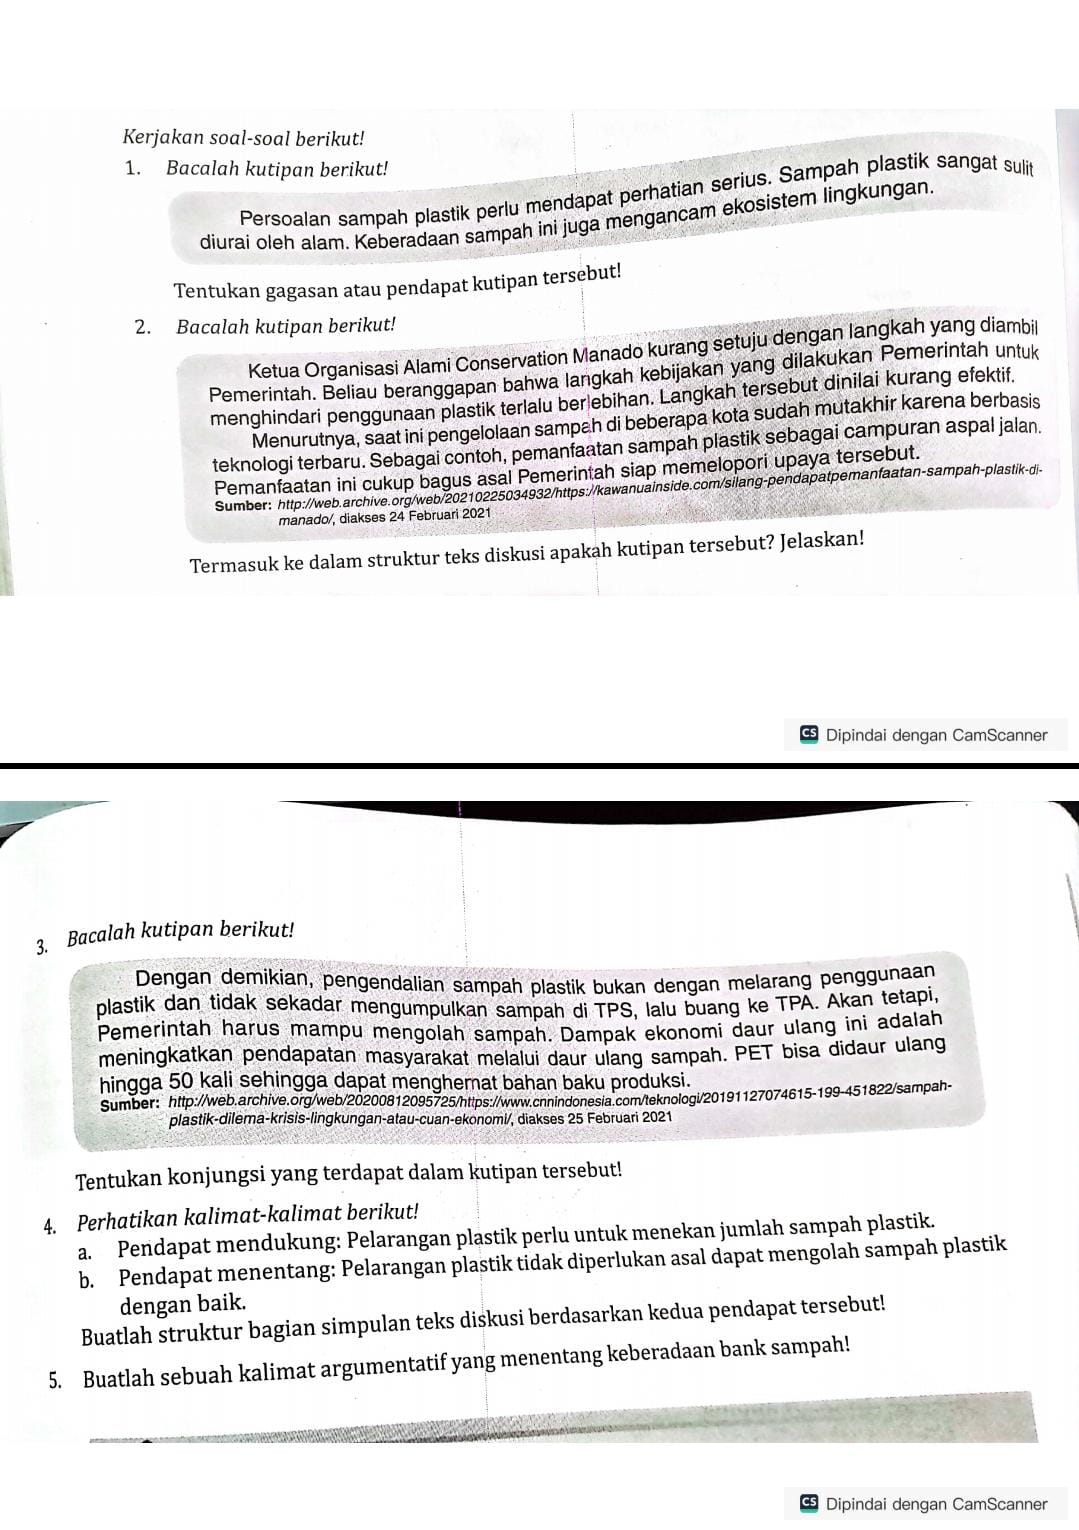 Kerjakan soal-soal berikut!
1. Bacalah kutipan berikut!
Persoalan sampah plastik perlu mendapat perhatian serius. Sampah plastik sangat sulit
diurai oleh alam. Keberadaan sampah ini juga mengancam ekosistem lingkungan.
Tentukan gagasan atau pendapat kutipan tersebut!
2. Bacalah kutipan berikut!
Ketua Organisasi Alami Conservation Manado kurang setuju dengan langkah yang diambil
Pemerintah. Beliau beranggapan bahwa langkah kebijakan yang dilakukan Pemerintah untuk
menghindari penggunaan plastik terlalu berlebihan. Langkah tersebut dinilai kurang efektif.
Menurutnya, saat ini pengelolaan sampah di beberapa kota sudah mutakhir karena berbasis
teknologi terbaru. Sebagai contoh, pemanfaatan sampah plastik sebagai campuran aspal jalan.
Pemanfaatan ini cukup bagus asal Pemerintah siap memelopori upaya tersebut.
Sumber: http://web.archive.org/web/20210225034932/https://kawanuainside.com/silang-pendapatpemanfaatan-sampah-plastik-di-
manado/, diakses 24 Februari 2021
Termasuk ke dalam struktur teks diskusi apakah kutipan tersebut? Jelaskan!
CS Dipindai dengan CamScanner
3. Bacalah kutipan berikut!
Dengan demikian, pengendalian sampah plastik bukan dengan melarang penggunaan
plastik dan tidak sekadar mengumpulkan sampah di TPS, lalu buang ke TPA. Akan tetapi,
Pemerintah harus mampu mengolah sampah. Dampak ekonomi daur ulang ini adalah
meningkatkan pendapatan masyarakat melalui daur ulang sampah. PET bisa didaur ulang
hingga 50 kali sehingga dapat menghemat bahan baku produksi.
Sumber: http://web.archive.org/web/20200812095725/https://www.cnnindonesia.com/teknologi/20191127074615-199-451822/sampah-
plastik-dilema-krisis-lingkungan-atau-cuan-ekonomi/, diakses 25 Februari 2021
Tentukan konjungsi yang terdapat dalam kutipan tersebut!
4. Perhatikan kalimat-kalimat berikut!
a. Pendapat mendukung: Pelarangan plastik perlu untuk menekan jumlah sampah plastik.
b. Pendapat menentang: Pelarangan plastik tidak diperlukan asal dapat mengolah sampah plastik
dengan baik.
Buatlah struktur bagian simpulan teks diskusi berdasarkan kedua pendapat tersebut!
5. Buatlah sebuah kalimat argumentatif yang menentang keberadaan bank sampah!
CS Dipindai dengan CamScanner